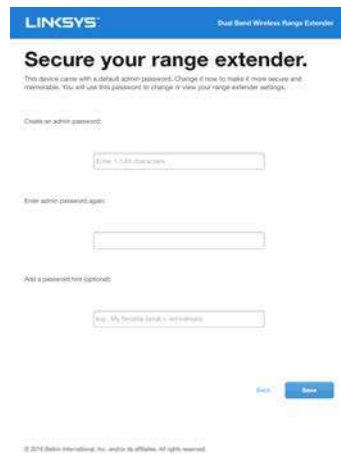 LINKSYS
Dual Band Wireless Range Extender
Secure your range extender.
This device came with a default admin password. Change it now to make it more secure and
memorable. You will use this password to change or view your range extender settings.
Create an admin password:
Enter 1-128 characters
Enter admin password again:
Add a password hint (optional):
e.g., My favorite
Back
Save
© 2016 Belkin International, Inc. and/or its affiliates. All rights reserved.